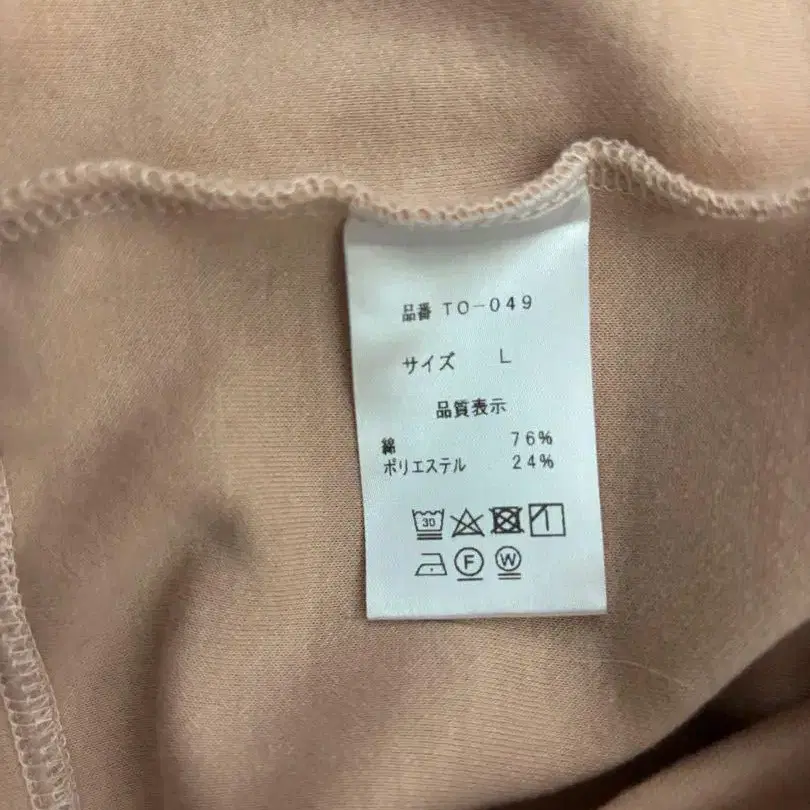 品番 TO-049
サイズ L
品質表示
綿 76%
ポリエステル 24%
30
F W